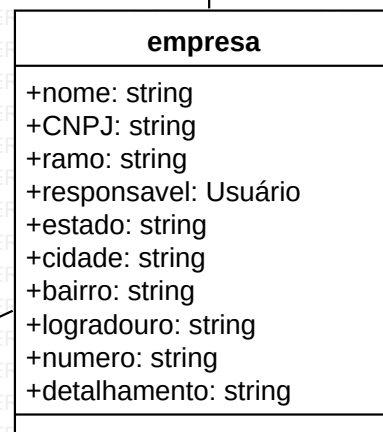 empresa
+nome: string
+CNPJ: string
+ramo: string
+responsavel: Usuário
+estado: string
+cidade: string
+bairro: string
+logradouro: string
+numero: string
+detalhamento: string